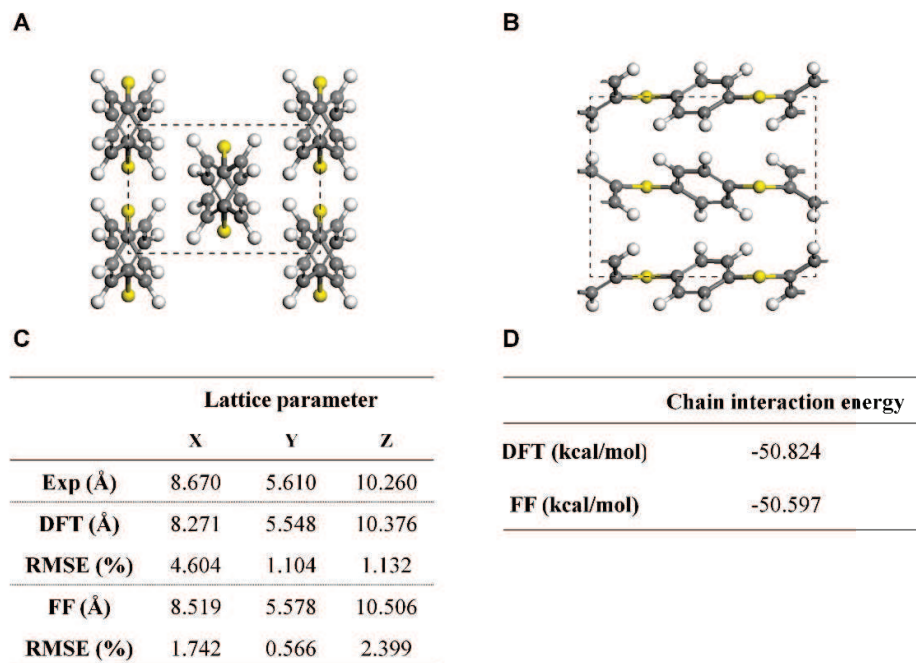 A
B
C
Lattice parameter
X Y Z
Exp (Å) 8.670 5.610 10.260
DFT (Å) 8.271 5.548 10.376
RMSE (%) 4.604 1.104 1.132
FF (Å) 8.519 5.578 10.506
RMSE (%) 1.742 0.566 2.399
D
Chain interaction energy
DFT (kcal/mol) -50.824
FF (kcal/mol) -50.597